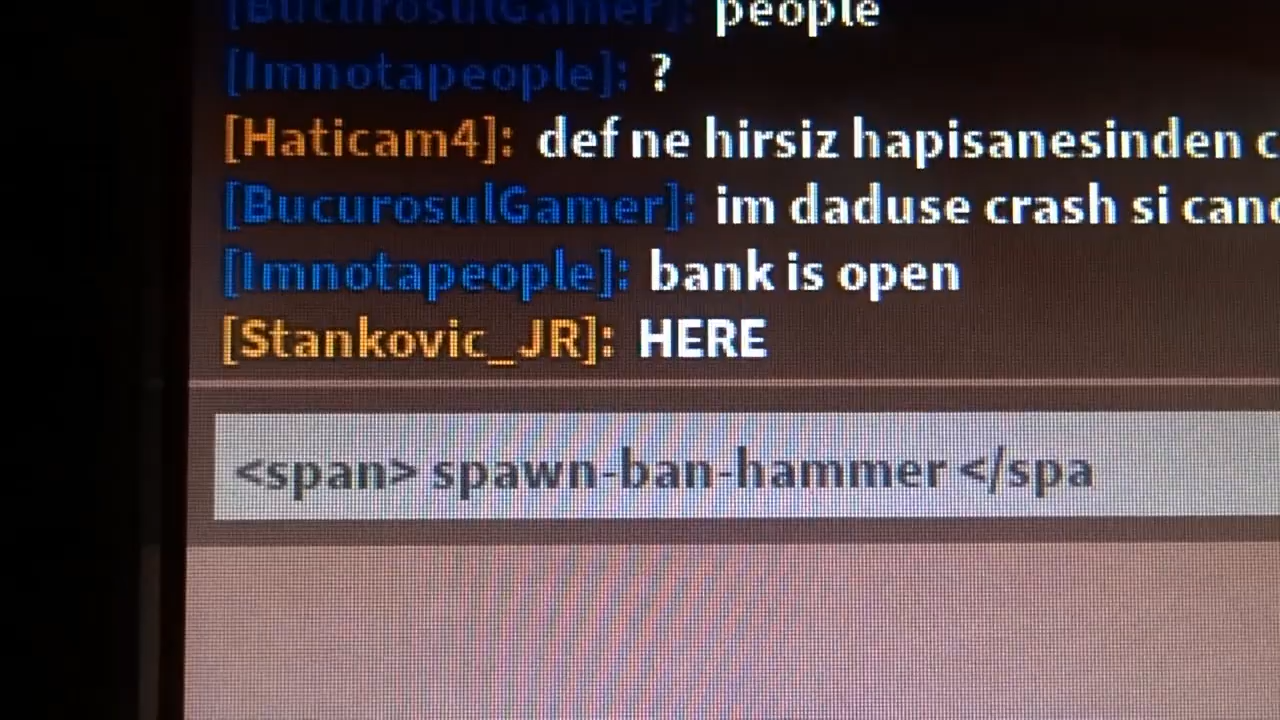 [BucurosulGamer]: people
[Imnotapeople]: ?
[Haticam4]: def ne hirsiz hapisanesinden
[BucurosulGamer]: im daduse crash si
[Imnotapeople]: bank is open
[Stankovic_JR]: HERE
<span> spawn-ban-hammer </spa